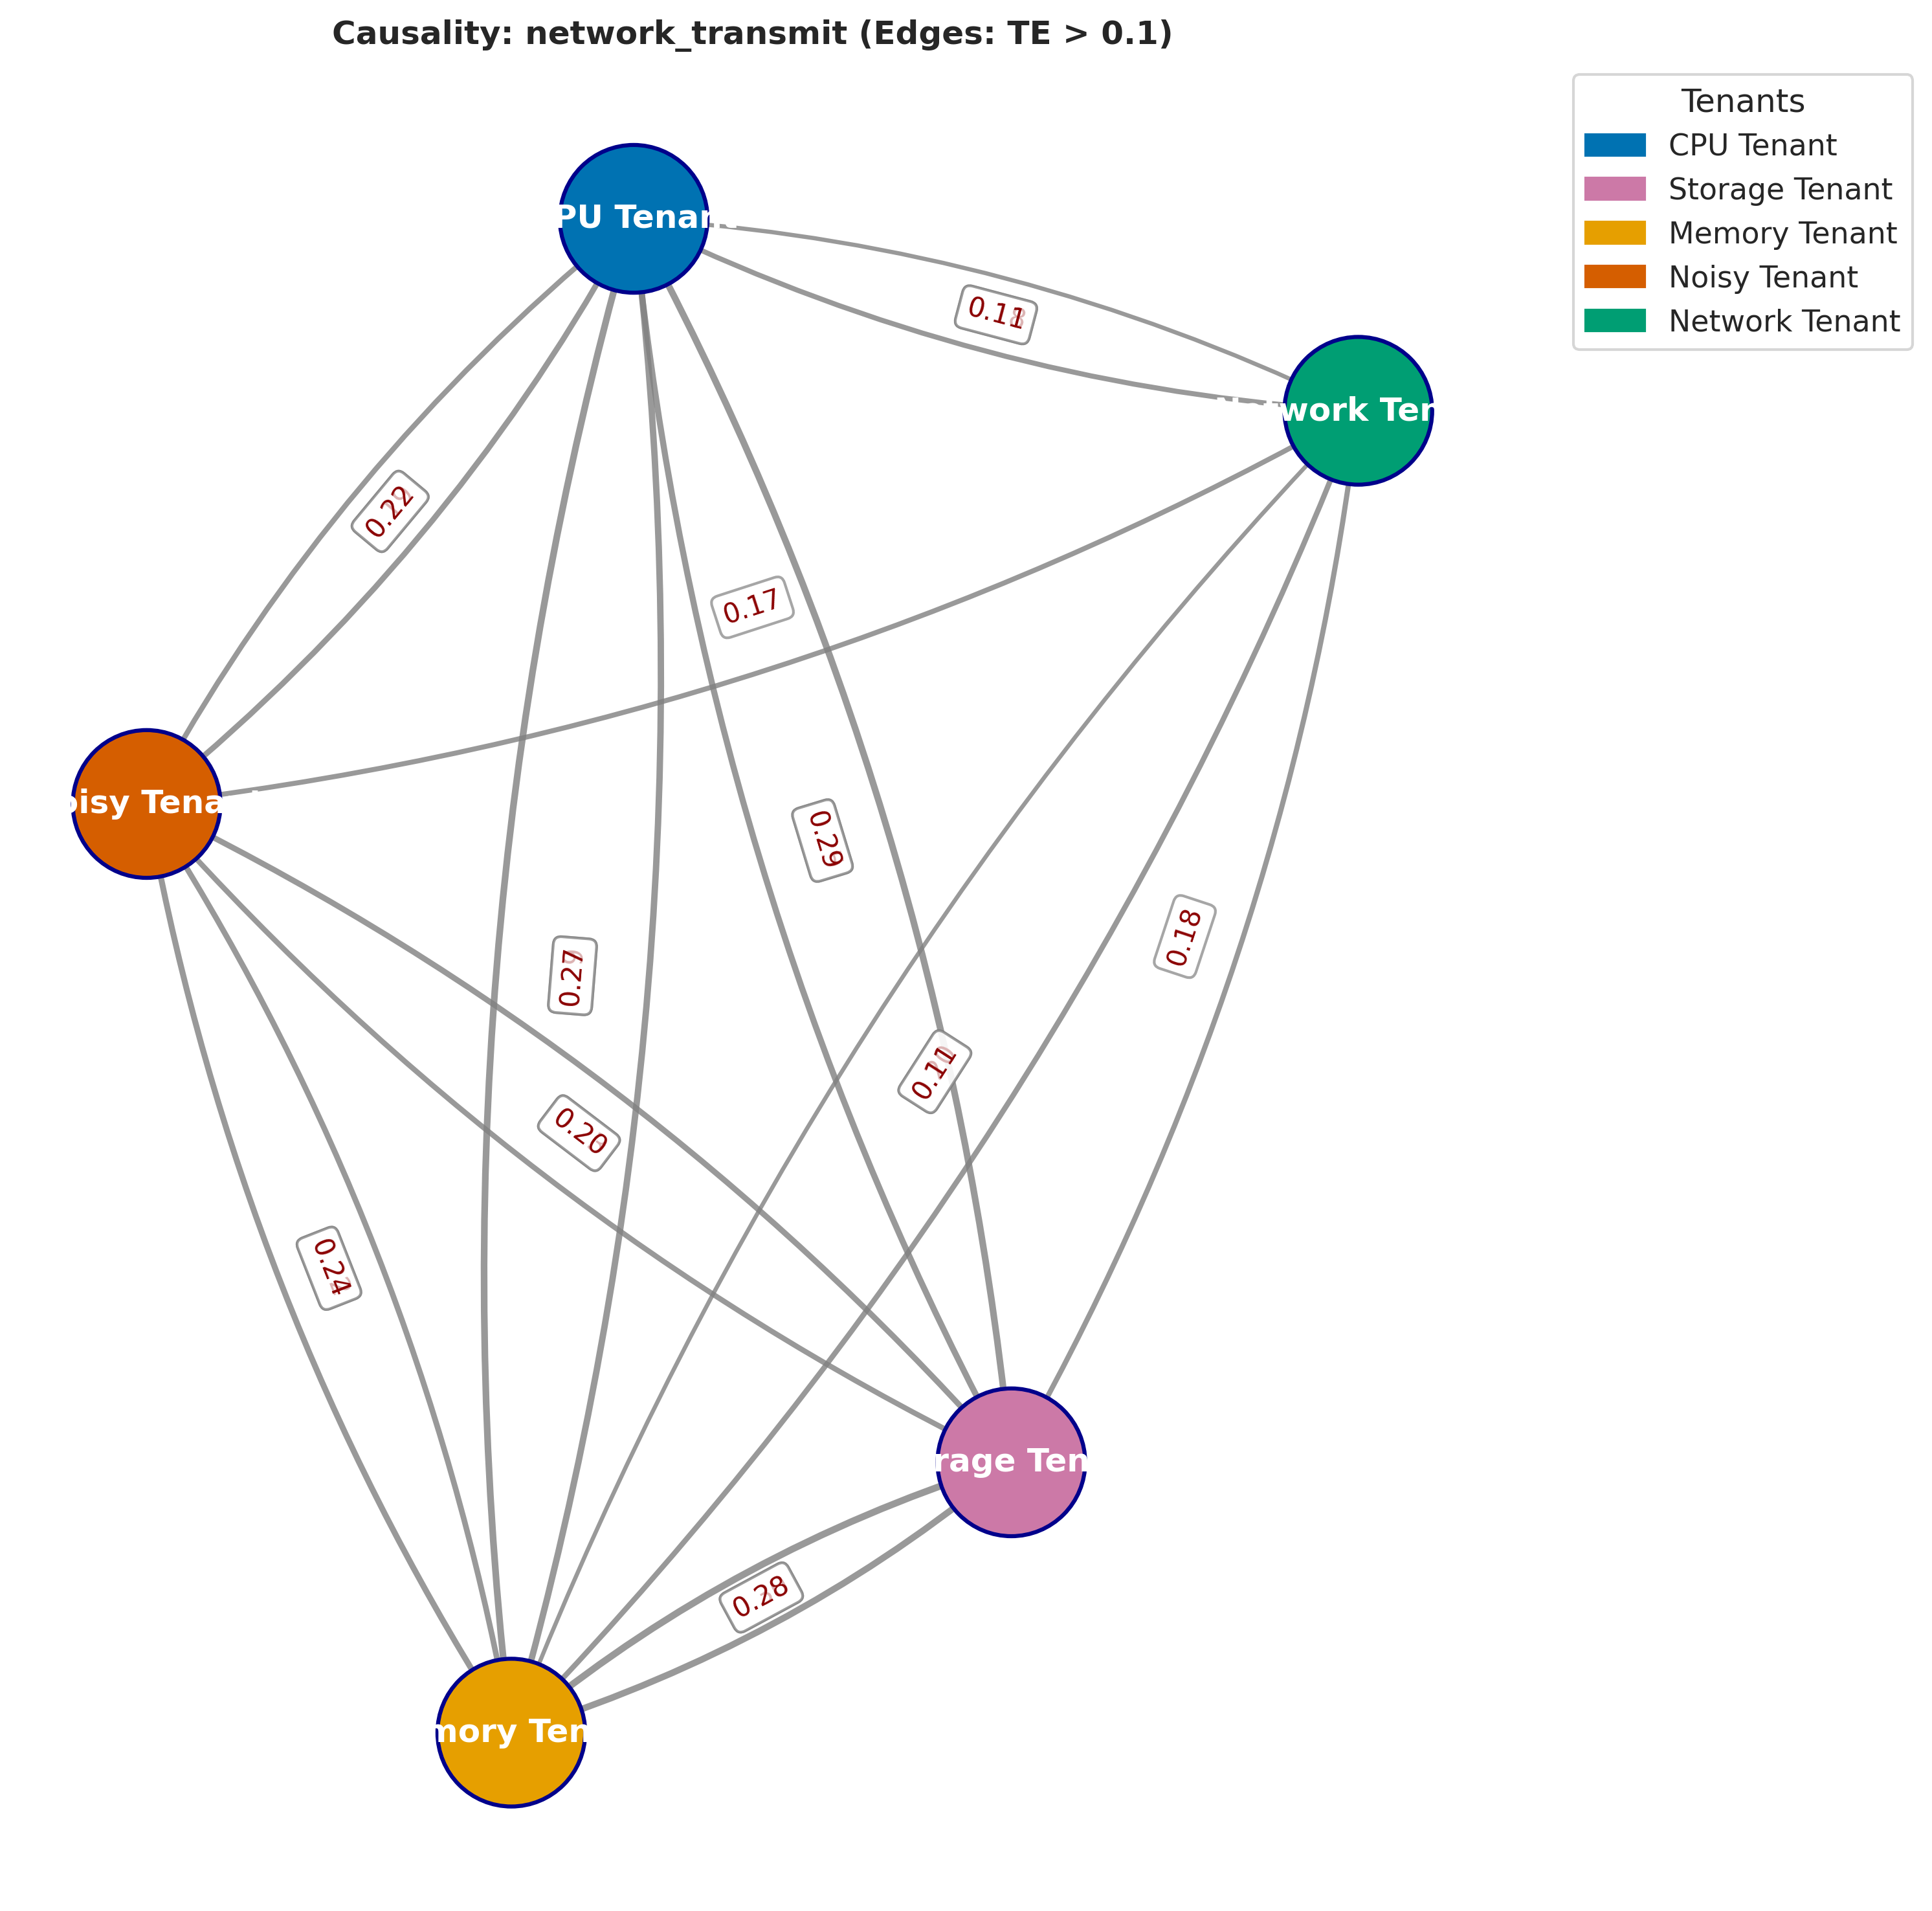 Causality: network_transmit (Edges: TE > 0.1)
Tenants
CPU Tenant
Storage Tenant
Memory Tenant
Noisy Tenant
Network Tenant
PU Tenan
0.11
work Ten
0.22
0.17
oisy Tena
0.29
0.18
0.27
0.11
0.20
0.24
rage Ten
0.28
mory Ten